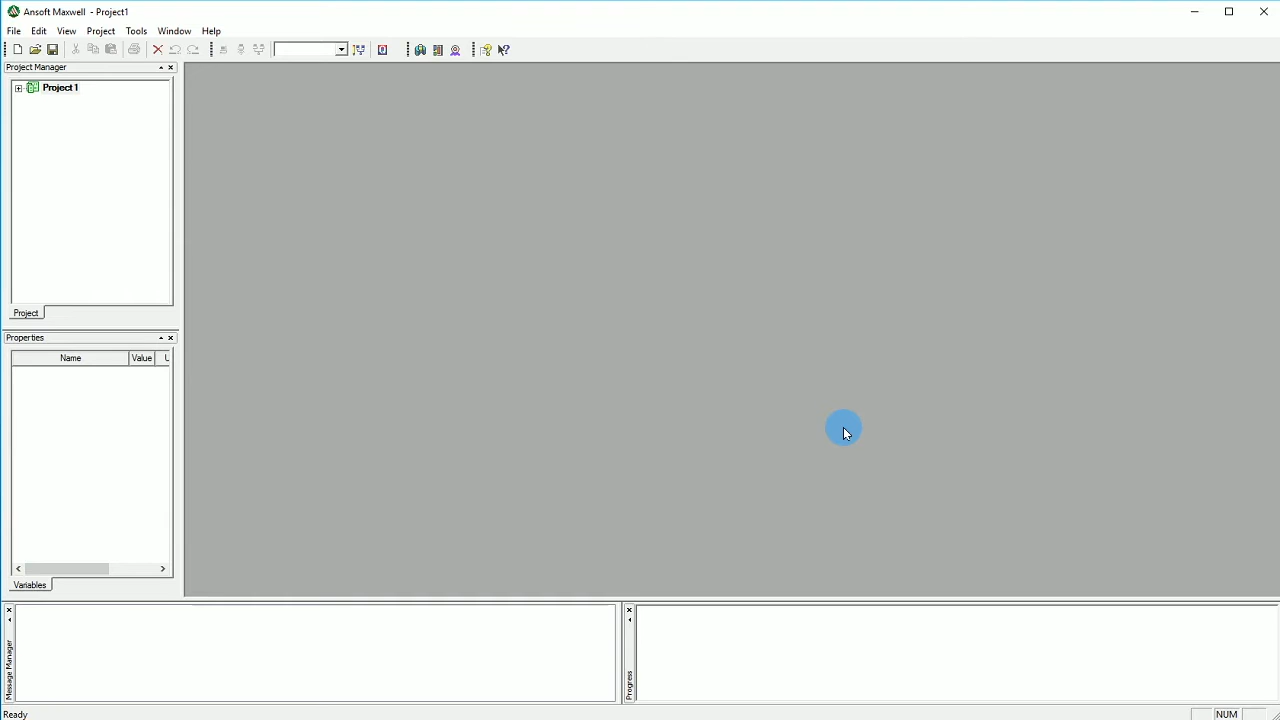 Ansoft Maxwell - Project1
File Edit View Project Tools Window Help
Project Manager
Project1
Project
Properties
Name Value U
Variables
Message Manager
Progress
Ready
NUM